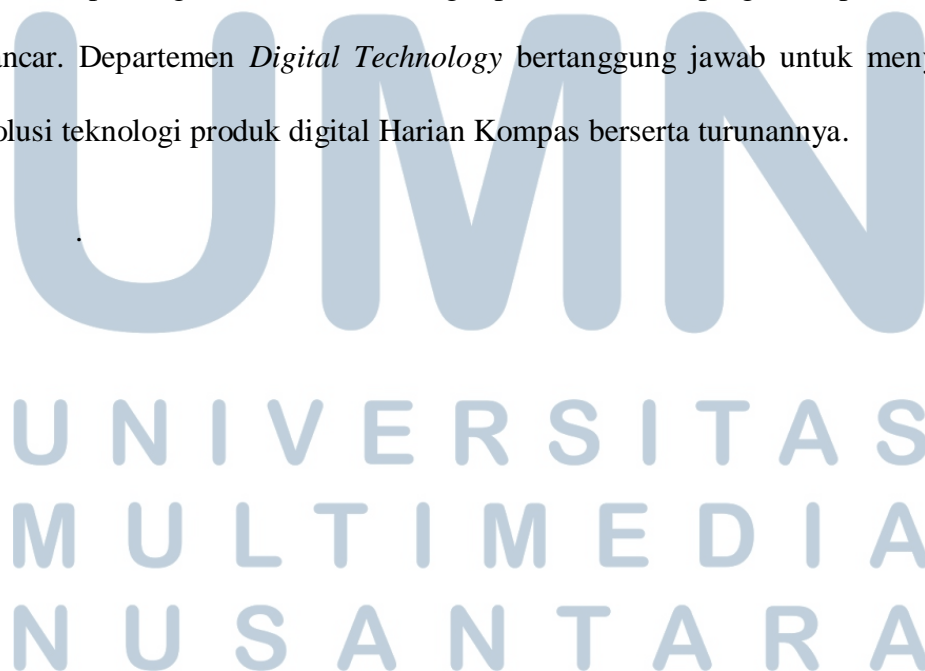 ancar. Departemen Digital Technology bertanggung jawab untuk meny
olusi teknologi produk digital Harian Kompas berserta turunannya.
.
UMN
UNIVERSITAS
MULTIMEDIA
NUSANTARA